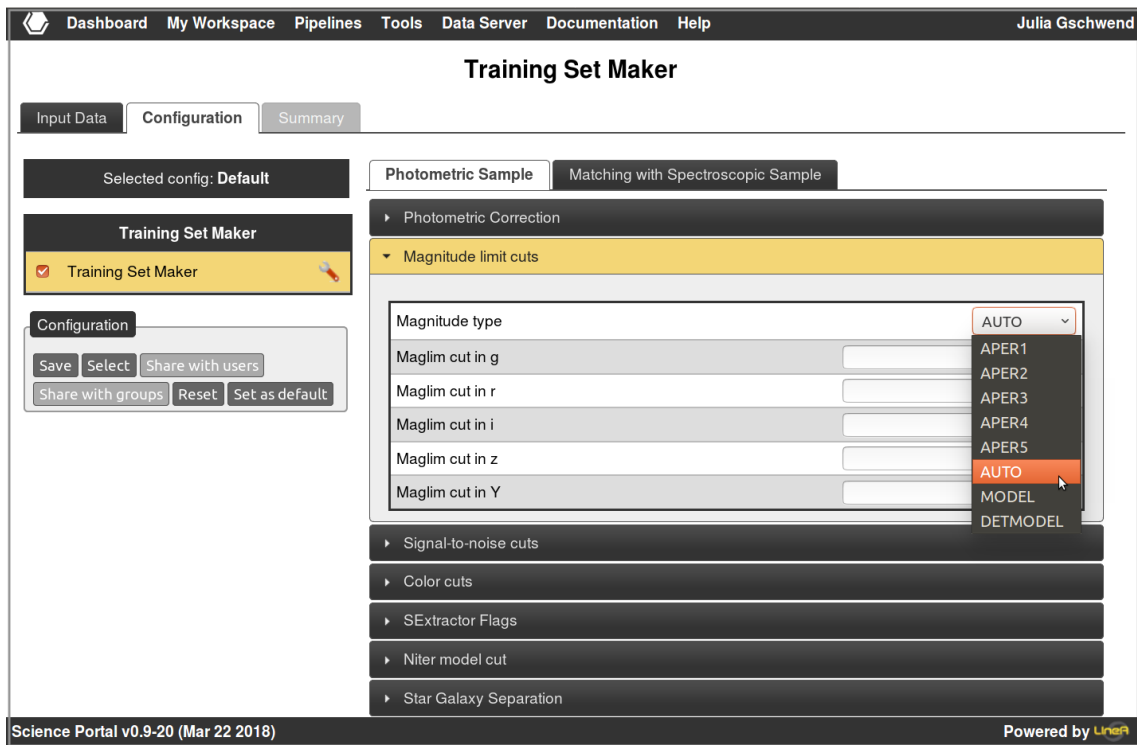 Dashboard My Workspace Pipelines Tools Data Server Documentation Help Julia Gschwend
Training Set Maker
Input Data Configuration Summary
Selected config: Default
Training Set Maker
Training Set Maker
Configuration
Save Select Share with users
Share with groups Reset Set as default
Photometric Sample Matching with Spectroscopic Sample
Photometric Correction
Magnitude limit cuts
Magnitude type AUTO
Maglim cut in g
Maglim cut in r
Maglim cut in i
Maglim cut in z
Maglim cut in Y
APER1
APER2
APER3
APER4
APER5
AUTO
MODEL
DETMODEL
Signal-to-noise cuts
Color cuts
SExtractor Flags
Niter model cut
Star Galaxy Separation
Science Portal v0.9-20 (Mar 22 2018) Powered by LIneA